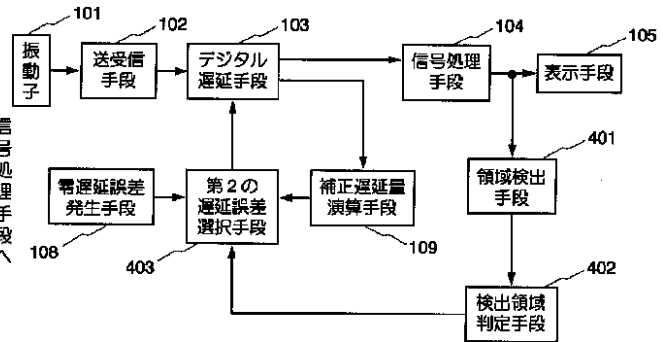 101
102
103
104
105
振動子
送受信
手段
デジタル
遅延手段
信号処理
手段
表示手段
信号処理手段へ
401
領域検出
手段
零遅延誤差
発生手段
第2の
遅延誤差
選択手段
補正遅延量
演算手段
108
403
109
402
検出領域
判定手段